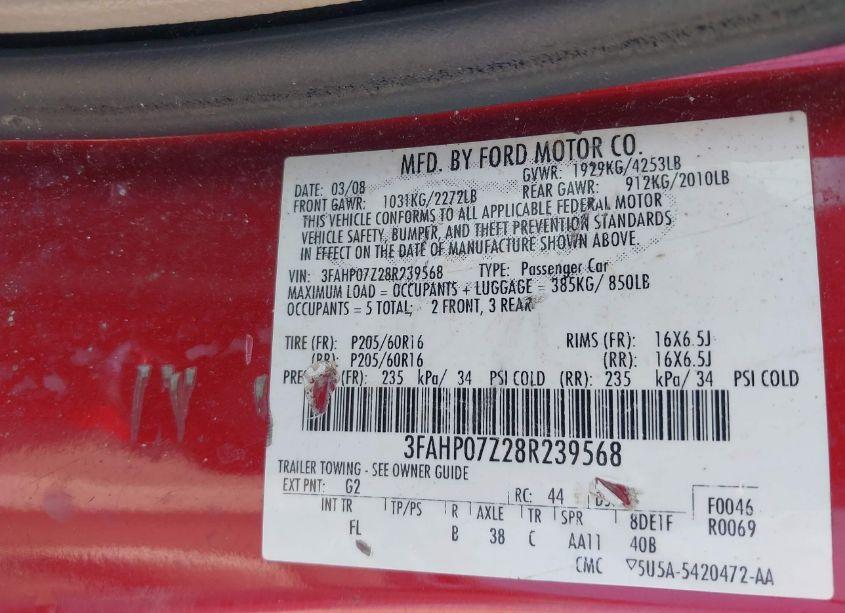 MFD. BY FORD MOTOR CO.
DATE: 03/08 GVWR: 1929KG/4253LB
FRONT GAWR: 1031KG/2272LB REAR GAWR: 912KG/2010LB
THIS VEHICLE CONFORMS TO ALL APPLICABLE FEDERAL MOTOR
VEHICLE SAFETY, BUMPER, AND THEFT PREVENTION STANDARDS
IN EFFECT ON THE DATE OF MANUFACTURE SHOWN ABOVE.
VIN: 3FAHP07Z28R239568 TYPE: Passenger Car
MAXIMUM LOAD = OCCUPANTS + LUGGAGE = 385KG/ 850LB
OCCUPANTS = 5 TOTAL; 2 FRONT, 3 REAR
TIRE (FR): P205/60R16 RIMS (FR): 16X6.5J
(RR): P205/60R16 (RR): 16X6.5J
(FR): 235 kPa/ 34 PSI COLD (RR): 235 kPa/ 34 PSI COLD
3FAHP07Z28R239568
TRAILER TOWING - SEE OWNER GUIDE
EXT PNT: G2 RC: 44 F0046
INT TR TP/PS R AXLE TR SPR 8DE1F R0069
FL B 38 C AA11 40B
CMC ▽5U5A-5420472-AA